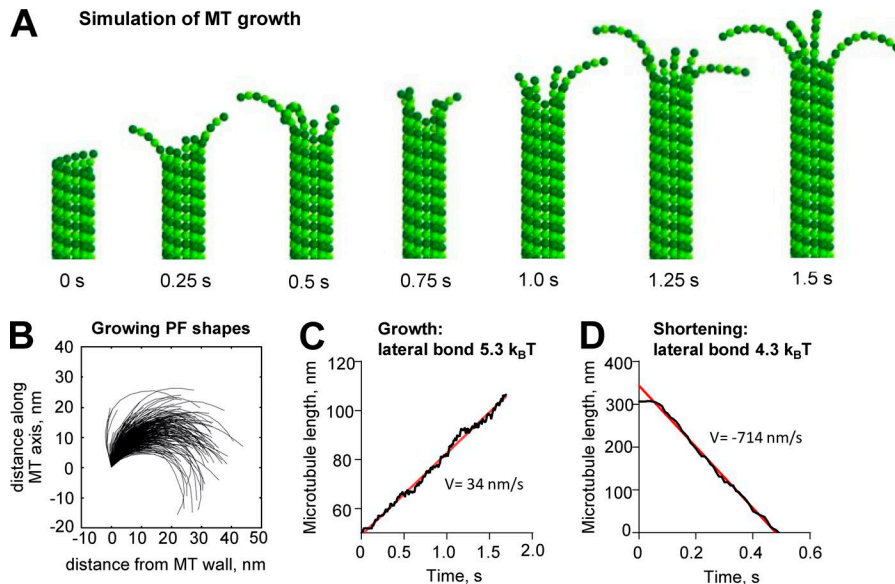 A
Simulation of MT growth
0 s
0.25 s
0.5 s
0.75 s
1.0 s
1.25 s
1.5 s
B
Growing PF shapes
distance along
MT axis, nm
40
30
20
10
0
-10
-20
-10
0
10
20
30
40
50
distance from MT wall, nm
C
Growth:
lateral bond 5.3 kBT
Microtubule length, nm
120
100
80
60
V= 34 nm/s
0
0.5
1.0
1.5
2.0
Time, s
D
Shortening:
lateral bond 4.3 kBT
Microtubule length, nm
400
300
200
100
0
V= -714 nm/s
0
0.2
0.4
0.6
Time, s